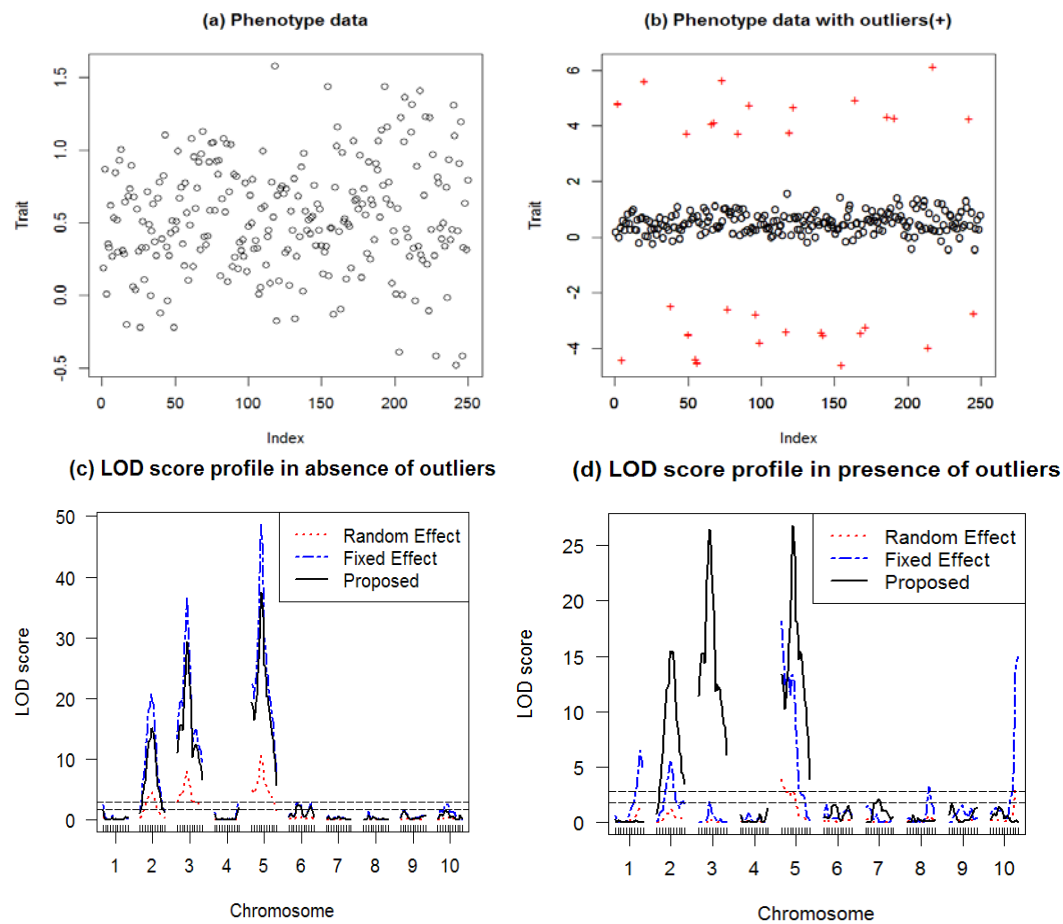 (a) Phenotype data
1.5
1.0
0.5
0.0
-0.5
Trait
0 50 100 150 200 250
Index
(b) Phenotype data with outliers(+)
6
4
2
0
-2
-4
Trait
0 50 100 150 200 250
Index
(c) LOD score profile in absence of outliers
50
40
30
20
10
0
LOD score
Random Effect
Fixed Effect
Proposed
1 2 3 4 5 6 7 8 9 10
Chromosome
(d) LOD score profile in presence of outliers
25
20
15
10
5
0
LOD score
Random Effect
Fixed Effect
Proposed
1 2 3 4 5 6 7 8 9 10
Chromosome